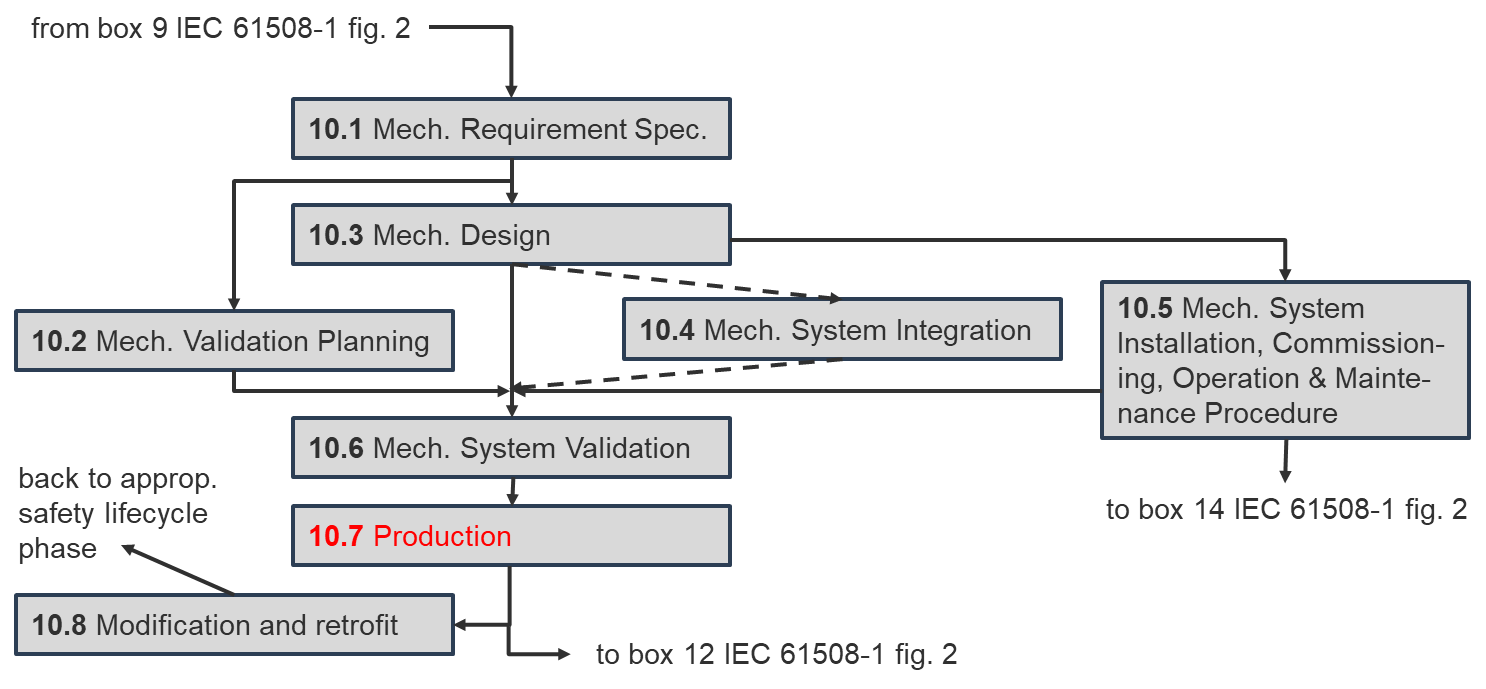 from box 9 IEC 61508-1 fig. 2
10.1 Mech. Requirement Spec.
10.3 Mech. Design
10.2 Mech. Validation Planning
10.4 Mech. System Integration
10.5 Mech. System
Installation, Commission-
ing, Operation & Mainte-
nance Procedure
10.6 Mech. System Validation
back to approp.
safety lifecycle
phase
to box 14 IEC 61508-1 fig. 2
10.7 Production
10.8 Modification and retrofit
to box 12 IEC 61508-1 fig. 2